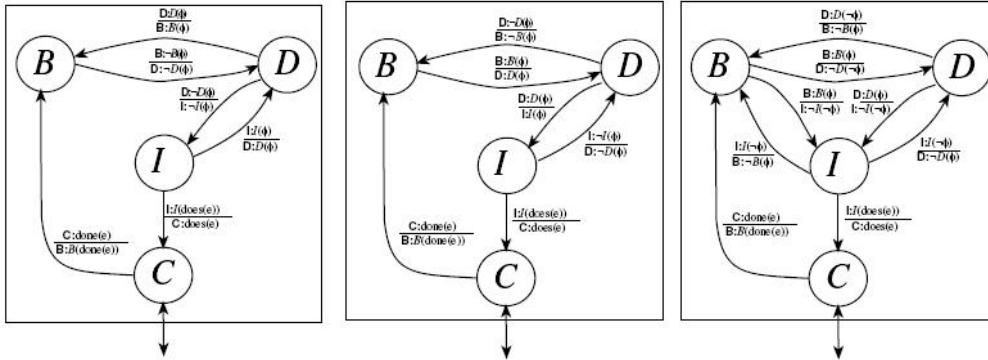 D:D(ϕ)
B:B(ϕ)
B
D
B:¬B(ϕ)
D:¬D(ϕ)
D:¬D(ϕ)
I:¬I(ϕ)
I:I(ϕ)
D:D(ϕ)
I
I:I(does(e))
C:does(e)
C:done(e)
B:B(done(e))
C
D:¬D(ϕ)
B:¬B(ϕ)
B
D
B:B(ϕ)
D:D(ϕ)
D:D(ϕ)
I:I(ϕ)
I:¬I(ϕ)
D:¬D(ϕ)
I
I:I(does(e))
C:does(e)
C:done(e)
B:B(done(e))
C
D:D(¬ϕ)
B:¬B(ϕ)
B
D
B:B(ϕ)
D:¬D(¬ϕ)
B:B(ϕ)
I:¬I(¬ϕ)
D:D(ϕ)
I:¬I(¬ϕ)
I:I(¬ϕ)
B:¬B(ϕ)
I:I(¬ϕ)
D:¬D(ϕ)
I
I:I(does(e))
C:does(e)
C:done(e)
B:B(done(e))
C